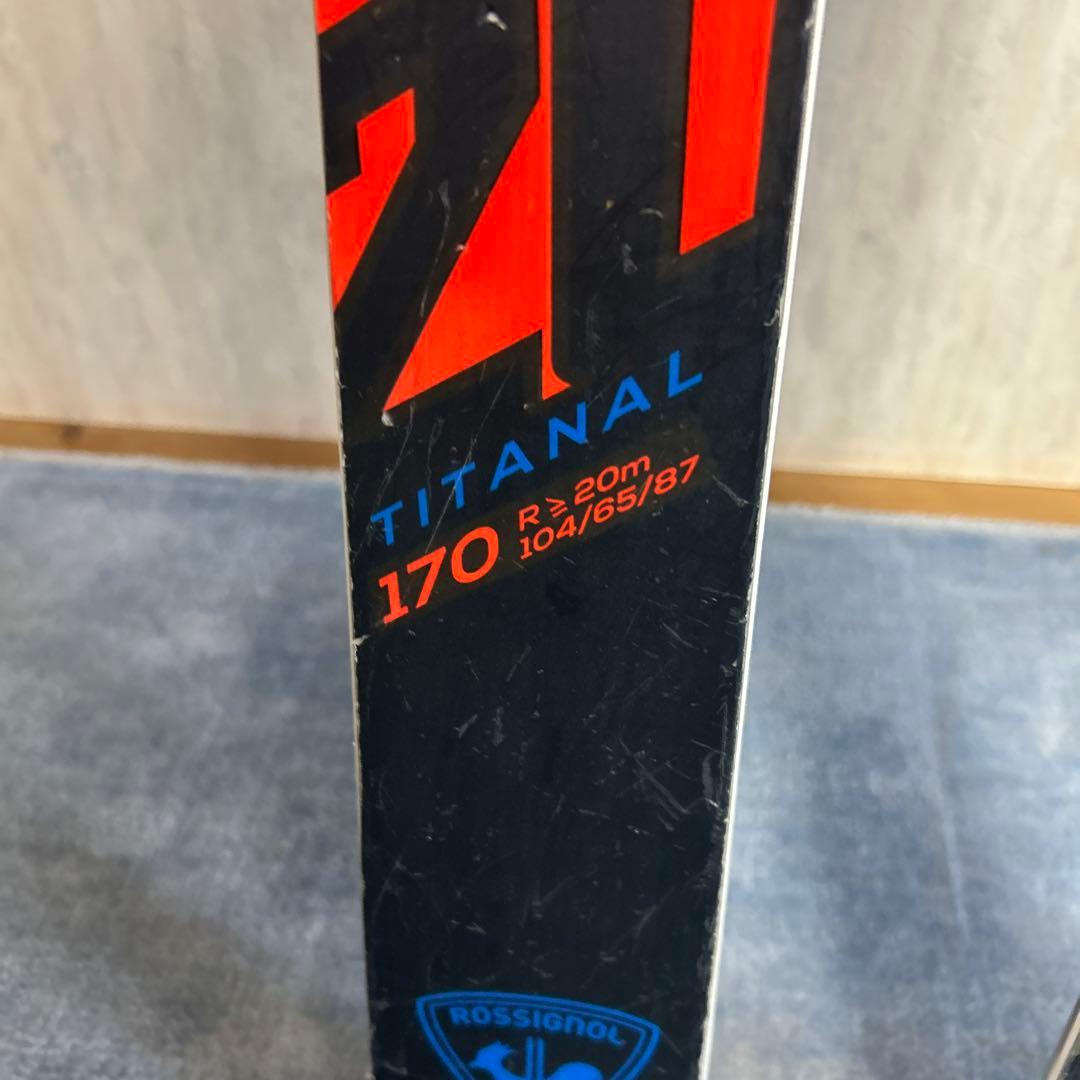 TITANAL
170
R ≥ 20m
104/65/87
ROSSIGNOL